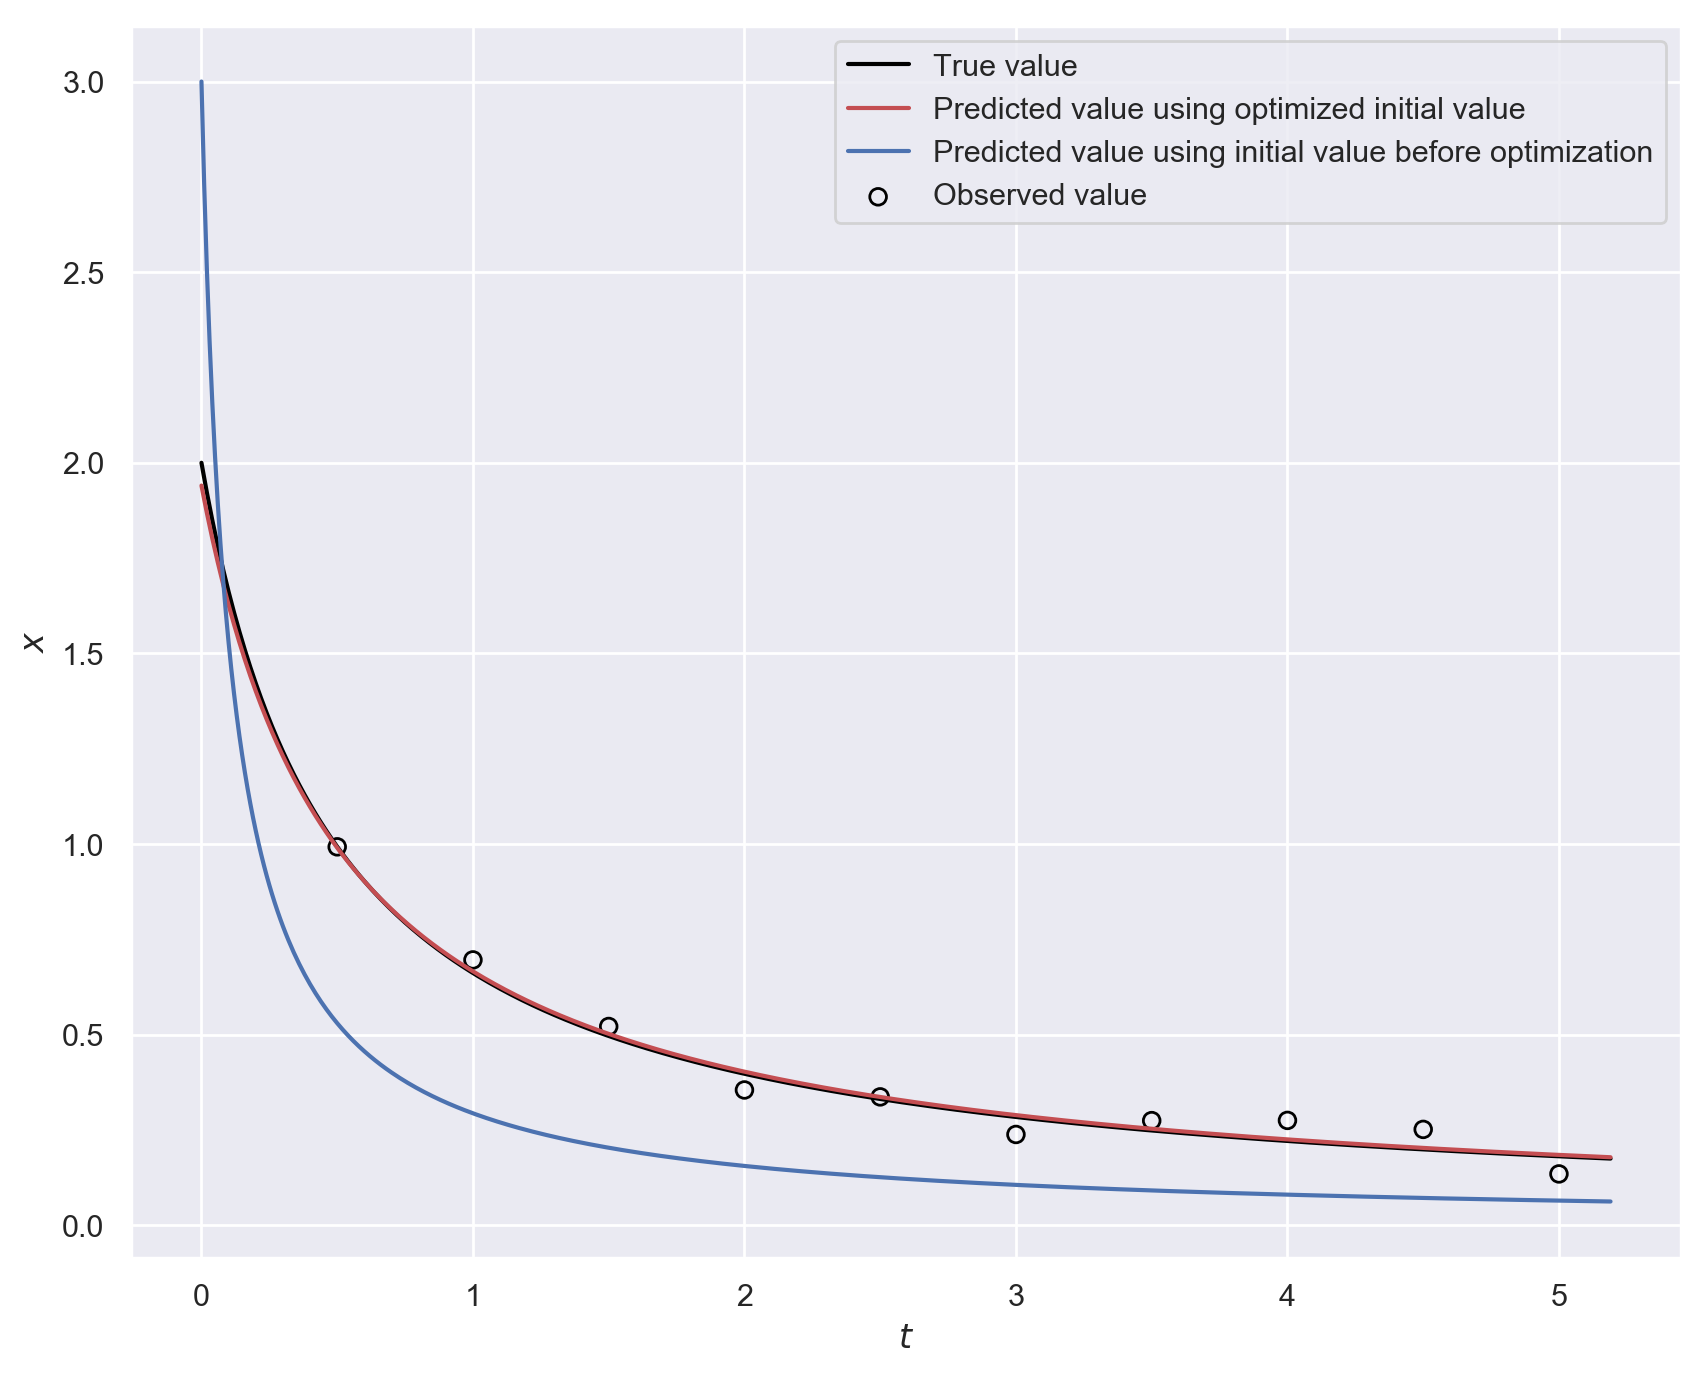 True value
Predicted value using optimized initial value
Predicted value using initial value before optimization
Observed value
3.0
2.5
2.0
1.5
1.0
0.5
0.0
x
0 1 2 3 4 5
t